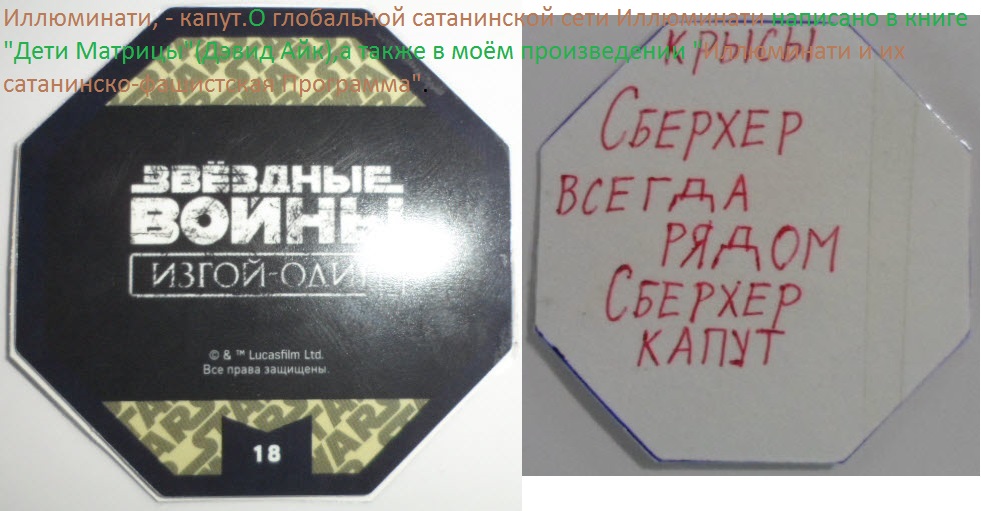 Иллюминати, - капут.О глобальной сатанинской сети Иллюминати написано в книге
"Дети Матрицы"(Дэвид Айк),а также в моём произведении "Иллюминати и их
сатанинско-фашистская Программа".
ЗВЁЗДНЫЕ
ВОЙНЫ
ИЗГОЙ-ОДИН
© & ™ Lucasfilm Ltd.
Все права защищены.
18
КРЫСЫ
СБЕРХЕР
ВСЕГДА
РЯДОМ
СБЕРХЕР
КАПУТ